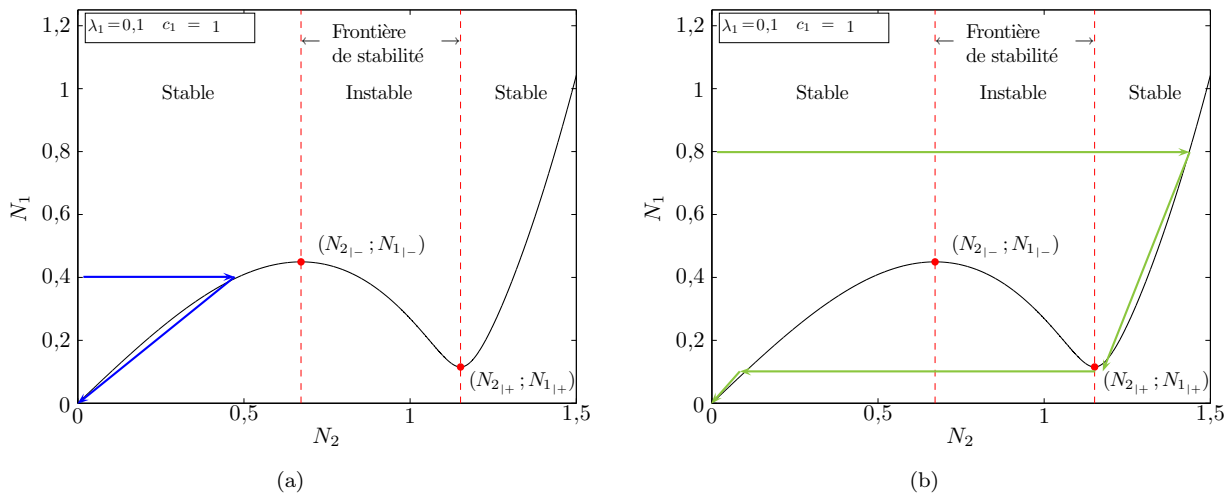 1,2
λ₁=0,1 c₁ = 1
Frontière
de stabilité
Stable
Instable
Stable
1
0,8
0,6
0,4
0,2
0
N₁
(N₂|₋ ; N₁|₋)
(N₂|₊ ; N₁|₊)
0
0,5
1
1,5
N₂
(a)
1,2
λ₁=0,1 c₁ = 1
Frontière
de stabilité
Stable
Instable
Stable
1
0,8
0,6
0,4
0,2
0
N₁
(N₂|₋ ; N₁|₋)
(N₂|₊ ; N₁|₊)
0
0,5
1
1,5
N₂
(b)